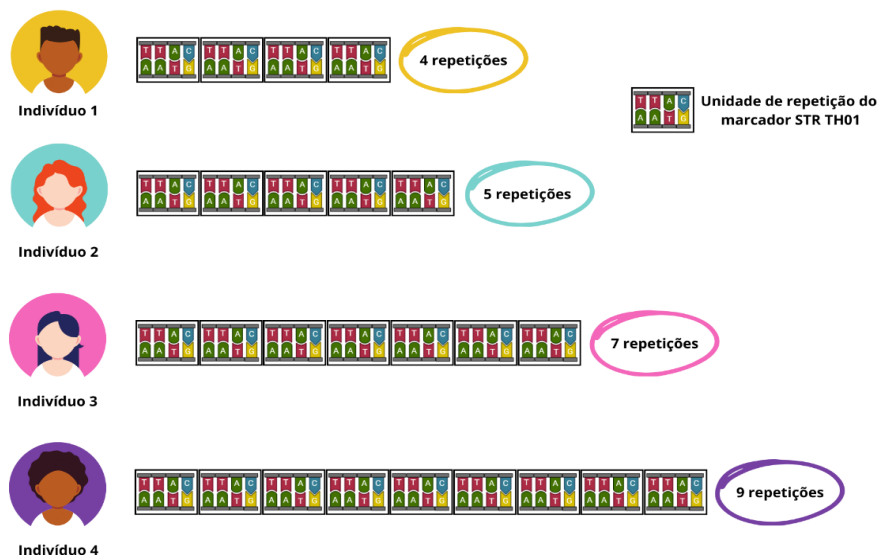 4 repetições
Indivíduo 1
T T A C
A A T G
Unidade de repetição do
marcador STR TH01
5 repetições
Indivíduo 2
7 repetições
Indivíduo 3
9 repetições
Indivíduo 4